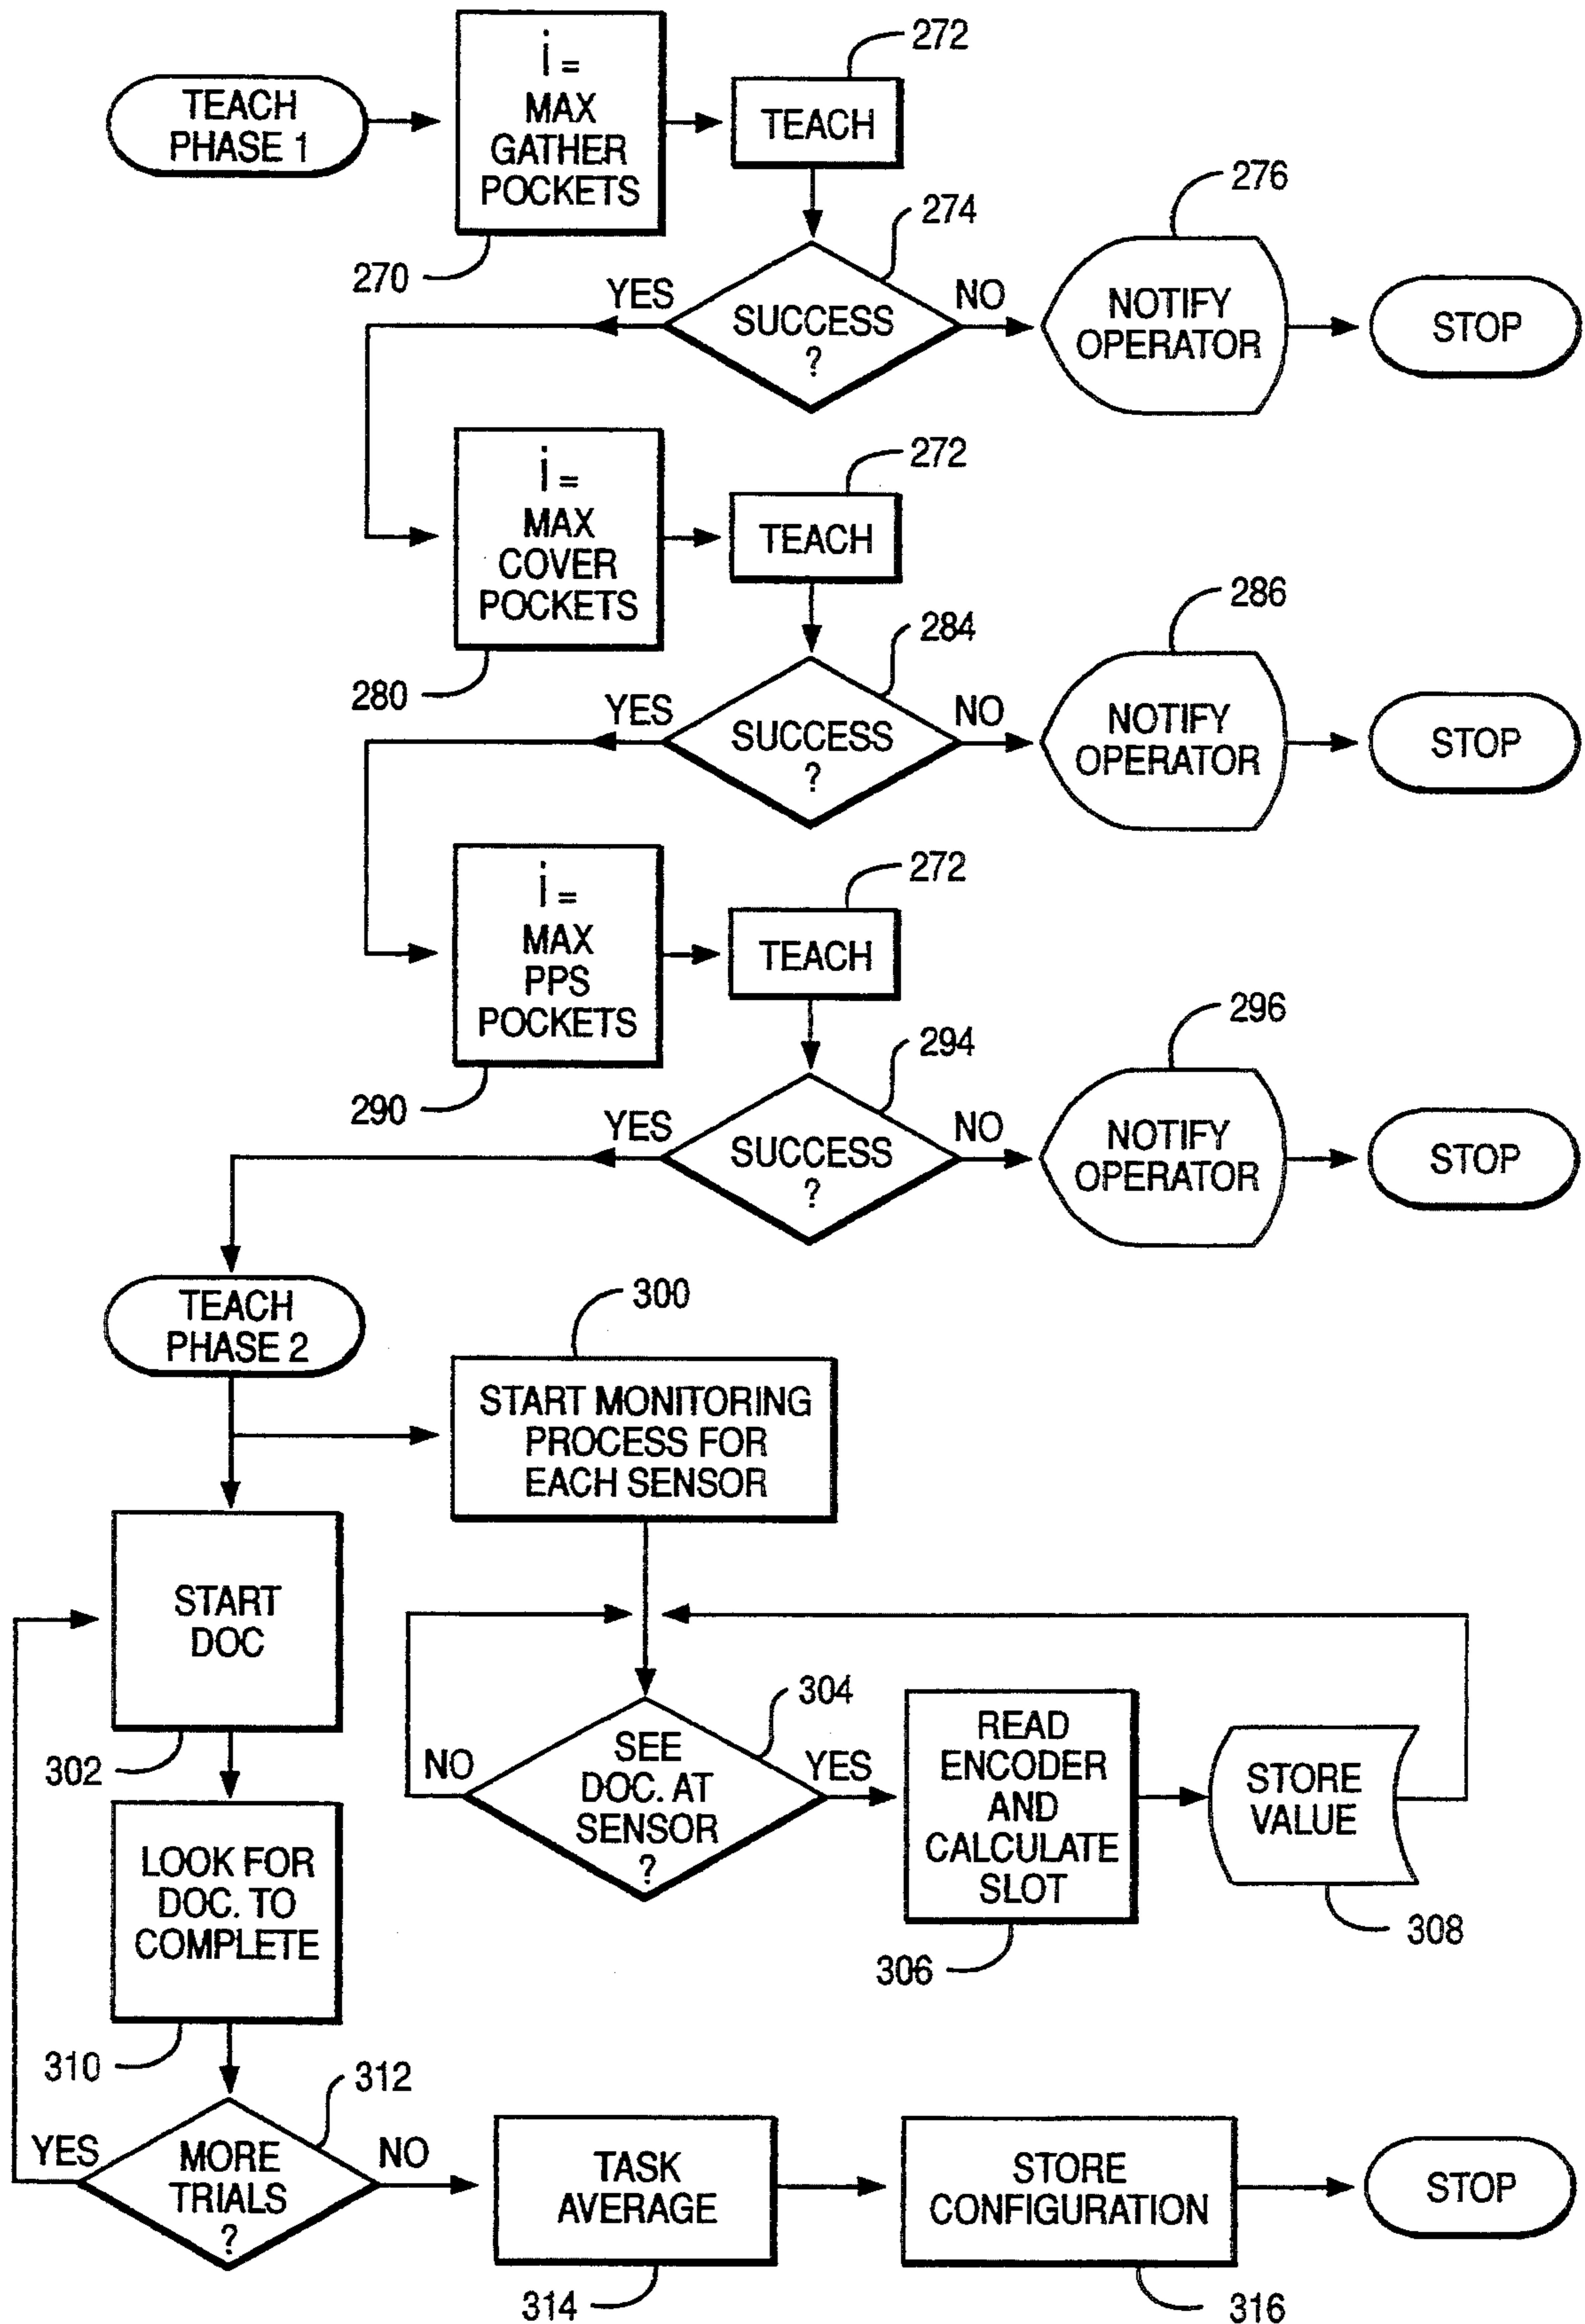 TEACH
PHASE 1
i =
MAX
GATHER
POCKETS
270
272
TEACH
274
SUCCESS
?
YES
NO
276
NOTIFY
OPERATOR
STOP
i =
MAX
COVER
POCKETS
280
272
TEACH
284
SUCCESS
?
YES
NO
286
NOTIFY
OPERATOR
STOP
i =
MAX
PPS
POCKETS
290
272
TEACH
294
SUCCESS
?
YES
NO
296
NOTIFY
OPERATOR
STOP
TEACH
PHASE 2
300
START MONITORING
PROCESS FOR
EACH SENSOR
START
DOC
302
304
SEE
DOC. AT
SENSOR
?
NO
YES
READ
ENCODER
AND
CALCULATE
SLOT
306
STORE
VALUE
308
LOOK FOR
DOC. TO
COMPLETE
310
312
MORE
TRIALS
?
YES
NO
TASK
AVERAGE
314
STORE
CONFIGURATION
316
STOP